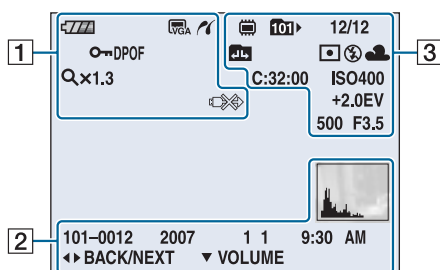 VGA 101 12/12
1 DPOF 3
×1.3 C:32:00 ISO400
+2.0EV
500 F3.5
2 101-0012 2007 1 1 9:30 AM
BACK/NEXT VOLUME